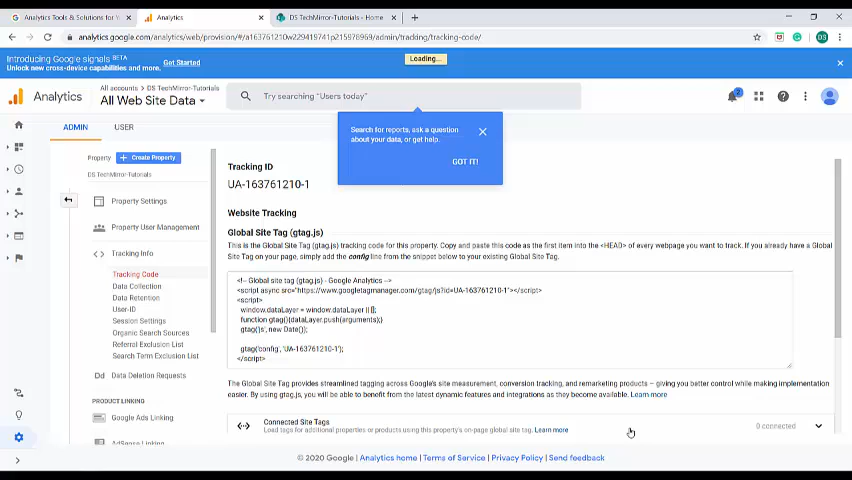 Analytics Tools & Solutions for Y
Analytics
DS TechMirror-Tutorials - Home
analytics.google.com/analytics/web/provision/#/a163761210w229419741p215976969/admin/tracking/tracking-code/
DS
Introducing Google signals BETA
Unlock new cross-device capabilities and more.
Get Started
Loading...
Analytics
All accounts > DS TechMirror-Tutorials
All Web Site Data
Try searching "Users today"
2
Search for reports, ask a question
about your data, or get help.
GOT IT!
ADMIN
USER
Property
+ Create Property
DS TechMirror-Tutorials
Property Settings
Property User Management
Tracking Info
Tracking Code
Data Collection
Data Retention
User-ID
Session Settings
Organic Search Sources
Referral Exclusion List
Search Term Exclusion List
Dd Data Deletion Requests
PRODUCT LINKING
Google Ads Linking
AdSense Linking
Tracking ID
UA-163761210-1
Website Tracking
Global Site Tag (gtag.js)
This is the Global Site Tag (gtag.js) tracking code for this property. Copy and paste this code as the first item into the <HEAD> of every webpage you want to track. If you already have a Global
Site Tag on your page, simply add the config line from the snippet below to your existing Global Site Tag.
<!-- Global site tag (gtag.js) - Google Analytics -->
<script async src="https://www.googletagmanager.com/gtag/js?id=UA-163761210-1"></script>
<script>
window.dataLayer = window.dataLayer || [];
function gtag(){dataLayer.push(arguments);}
gtag('js', new Date());
gtag('config', 'UA-163761210-1');
</script>
The Global Site Tag provides streamlined tagging across Google's site measurement, conversion tracking, and remarketing products – giving you better control while making implementation
easier. By using gtag.js, you will be able to benefit from the latest dynamic features and integrations as they become available. Learn more
Connected Site Tags
Load tags for additional properties or products using this property's on-page global site tag. Learn more
0 connected
© 2020 Google | Analytics home | Terms of Service | Privacy Policy | Send feedback